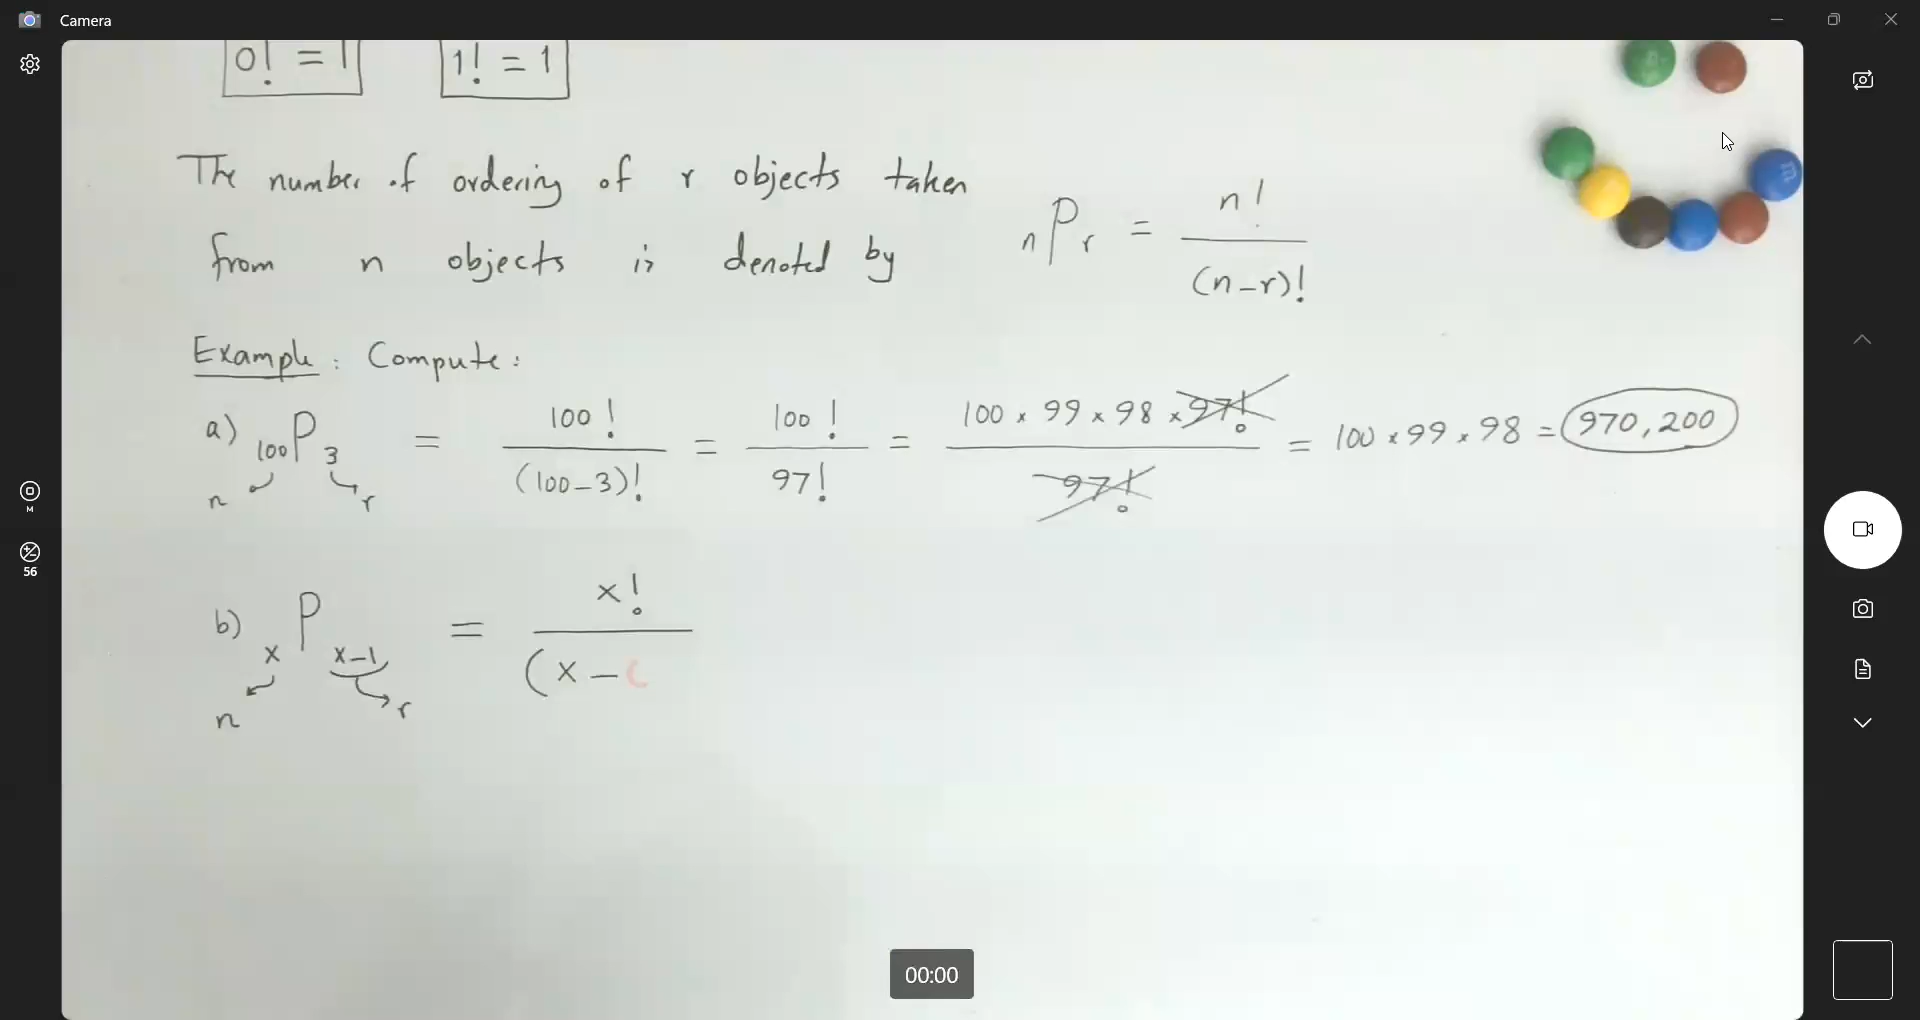 Camera
0! = 1 1! = 1
The number of ordering of r objects taken
from n objects is denoted by nPr = n! / (n-r)!
Example : Compute :
a) 100P3 = 100! / (100-3)! = 100! / 97! = 100 × 99 × 98 × 97! / 97! = 100 × 99 × 98 = 970,200
n r
b) xPx-1 = x! / (x - (
n r
M
56
00:00